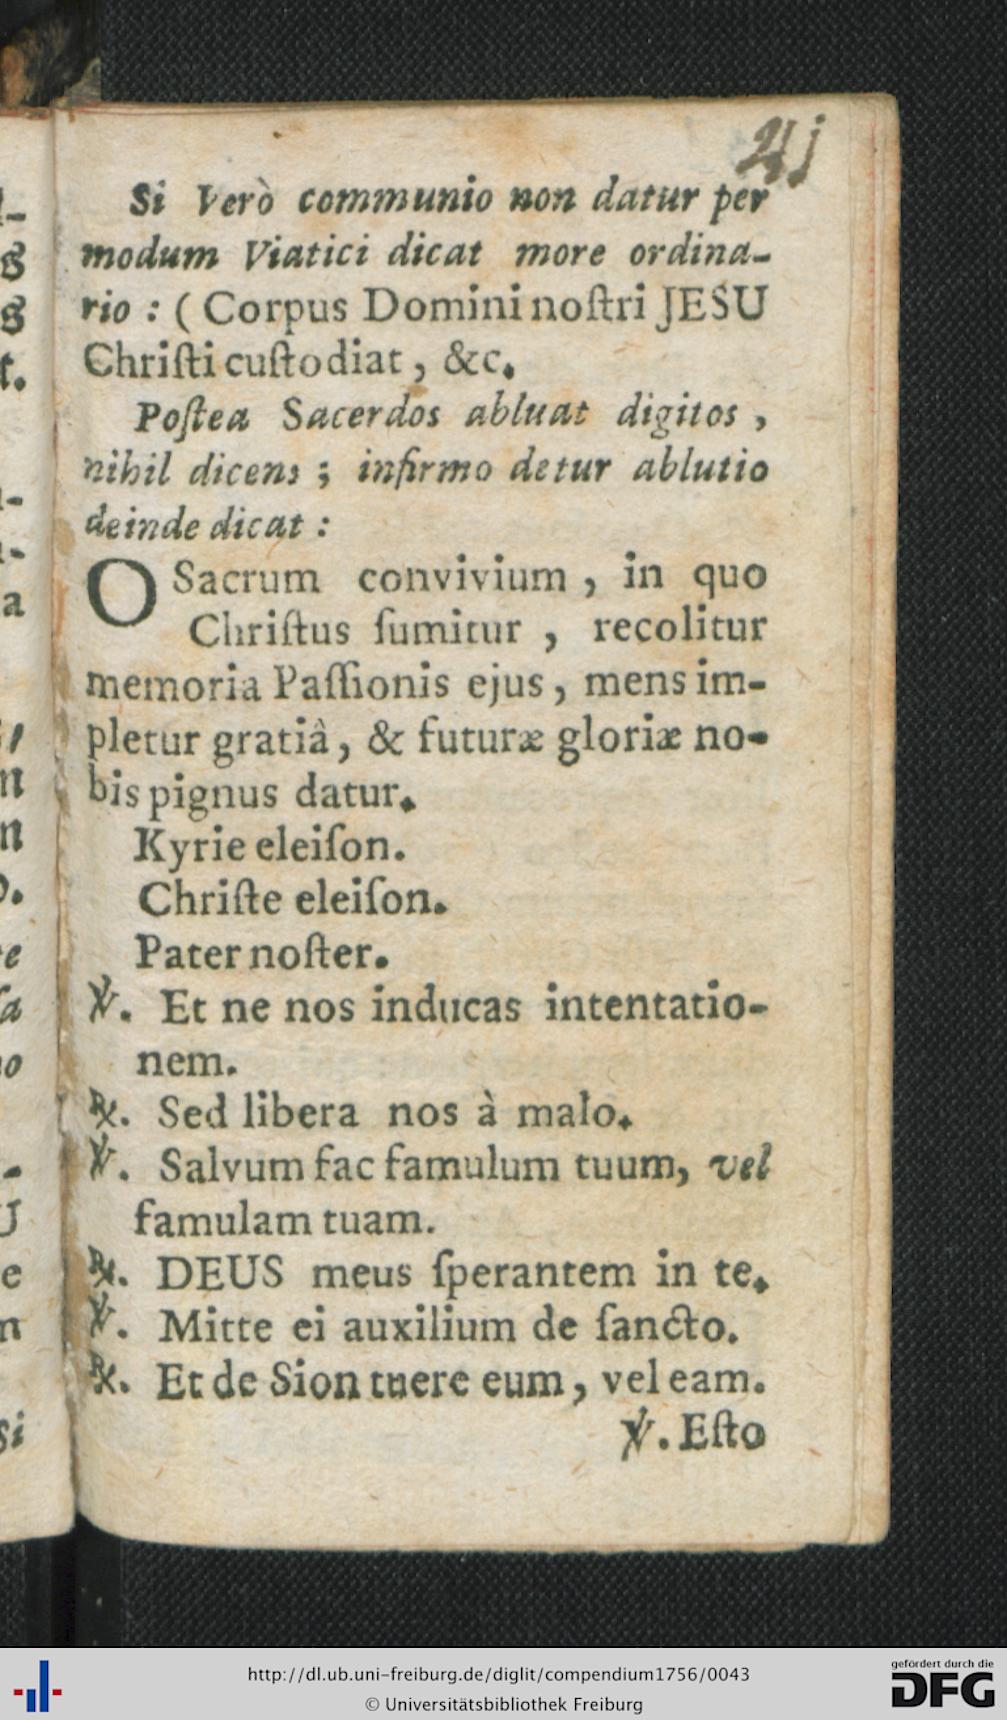 Si Verò communio non datur per
modum Viatici dicat more ordina-
rio : ( Corpus Domini noſtri JESU
Chriſti cuſtodiat , &c.
Poſtea Sacerdos abluat digitos ,
nihil dicens ; infirmo detur ablutio
deinde dicat :
O Sacrum convivium , in quo
Chriſtus ſumitur , recolitur
memoria Paſſionis ejus , mens im-
pletur gratiâ, & futuræ gloriæ no-
bis pignus datur.
Kyrie eleiſon.
Chriſte eleiſon.
Pater noſter.
℣. Et ne nos inducas intentatio-
nem.
℟. Sed libera nos à malo.
℣. Salvum fac famulum tuum, vel
famulam tuam.
℟. DEUS meus ſperantem in te.
℣. Mitte ei auxilium de ſancto.
℟. Et de Sion tuere eum, vel eam.
℣. Eſto
http://dl.ub.uni-freiburg.de/diglit/compendium1756/0043
© Universitätsbibliothek Freiburg
gefördert durch die
DFG